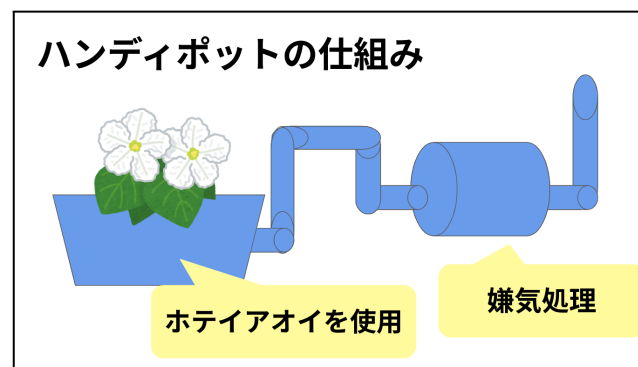 ハンディポットの仕組み
ホテイアオイを使用
嫌気処理